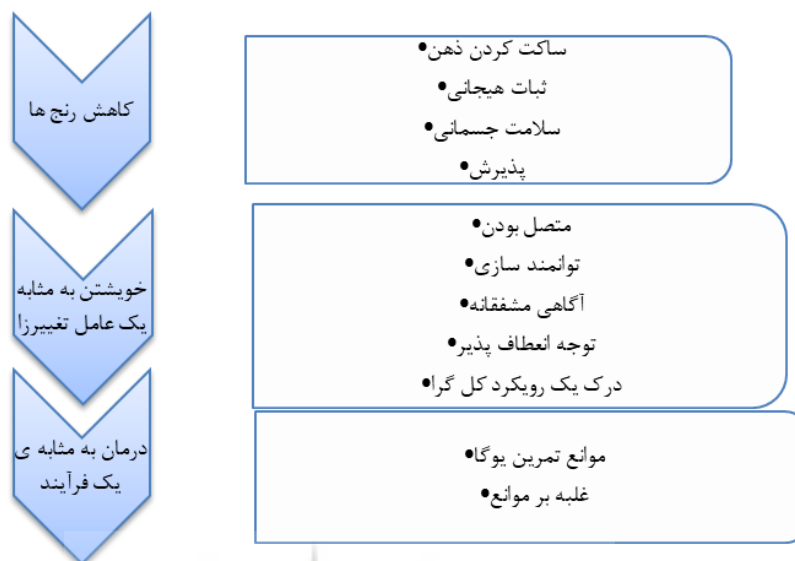 کاهش رنج ها
•ساکت کردن ذهن
•ثبات هیجانی
•سلامت جسمانی
•پذیرش
خویشتن به مثابه
یک عامل تغییرزا
•متصل بودن
•توانمند سازی
•آگاهی مشفقانه
•توجه انعطاف پذیر
•درک یک رویکرد کل گرا
درمان به مثابه ی
یک فرآیند
•موانع تمرین یوگا
•غلبه بر موانع